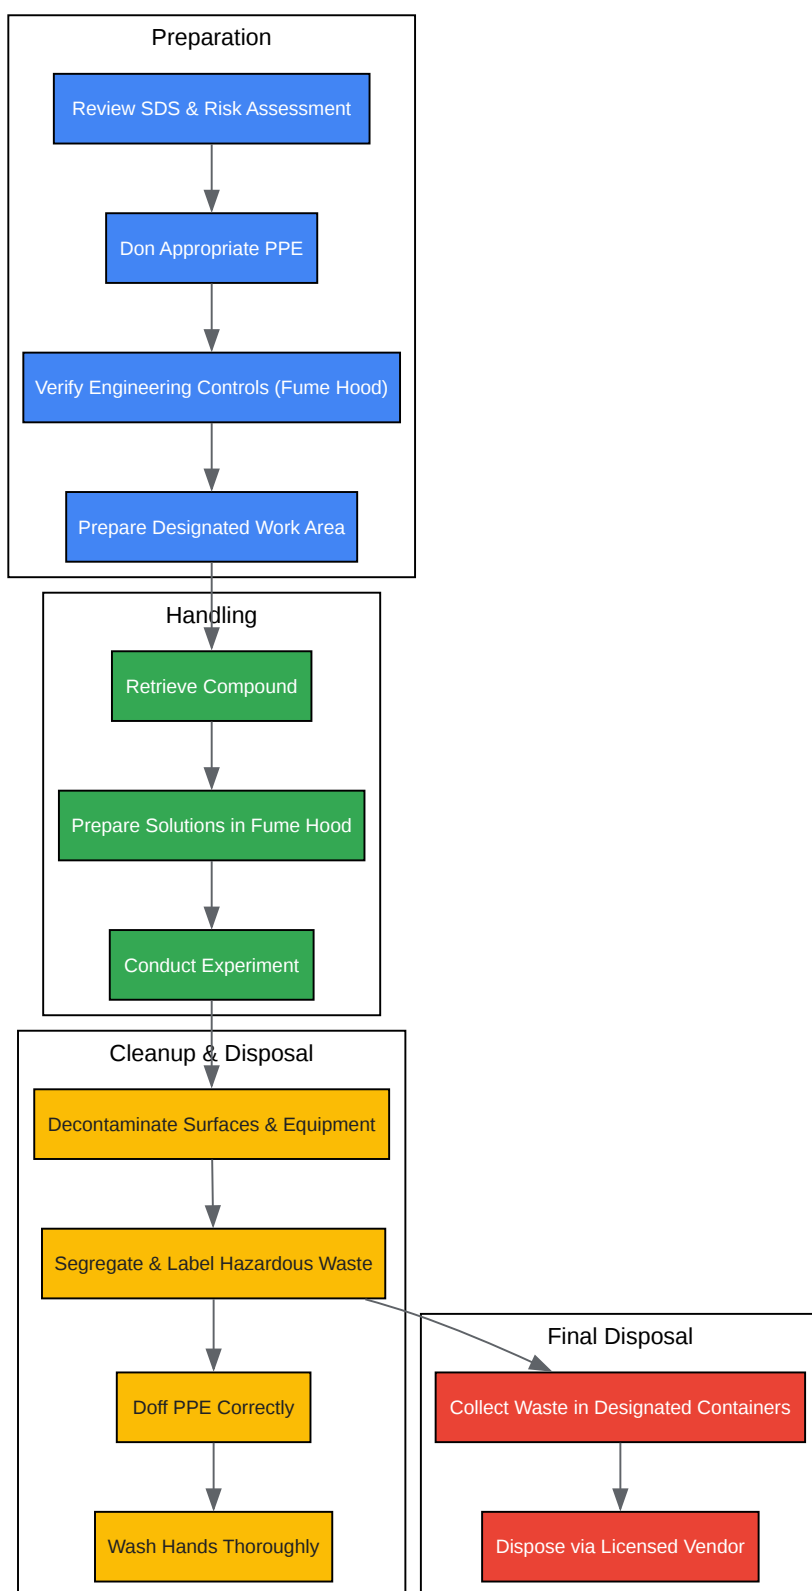 Preparation
Review SDS & Risk Assessment
Don Appropriate PPE
Verify Engineering Controls (Fume Hood)
Prepare Designated Work Area
Handling
Retrieve Compound
Prepare Solutions in Fume Hood
Conduct Experiment
Cleanup & Disposal
Decontaminate Surfaces & Equipment
Segregate & Label Hazardous Waste
Doff PPE Correctly
Wash Hands Thoroughly
Final Disposal
Collect Waste in Designated Containers
Dispose via Licensed Vendor